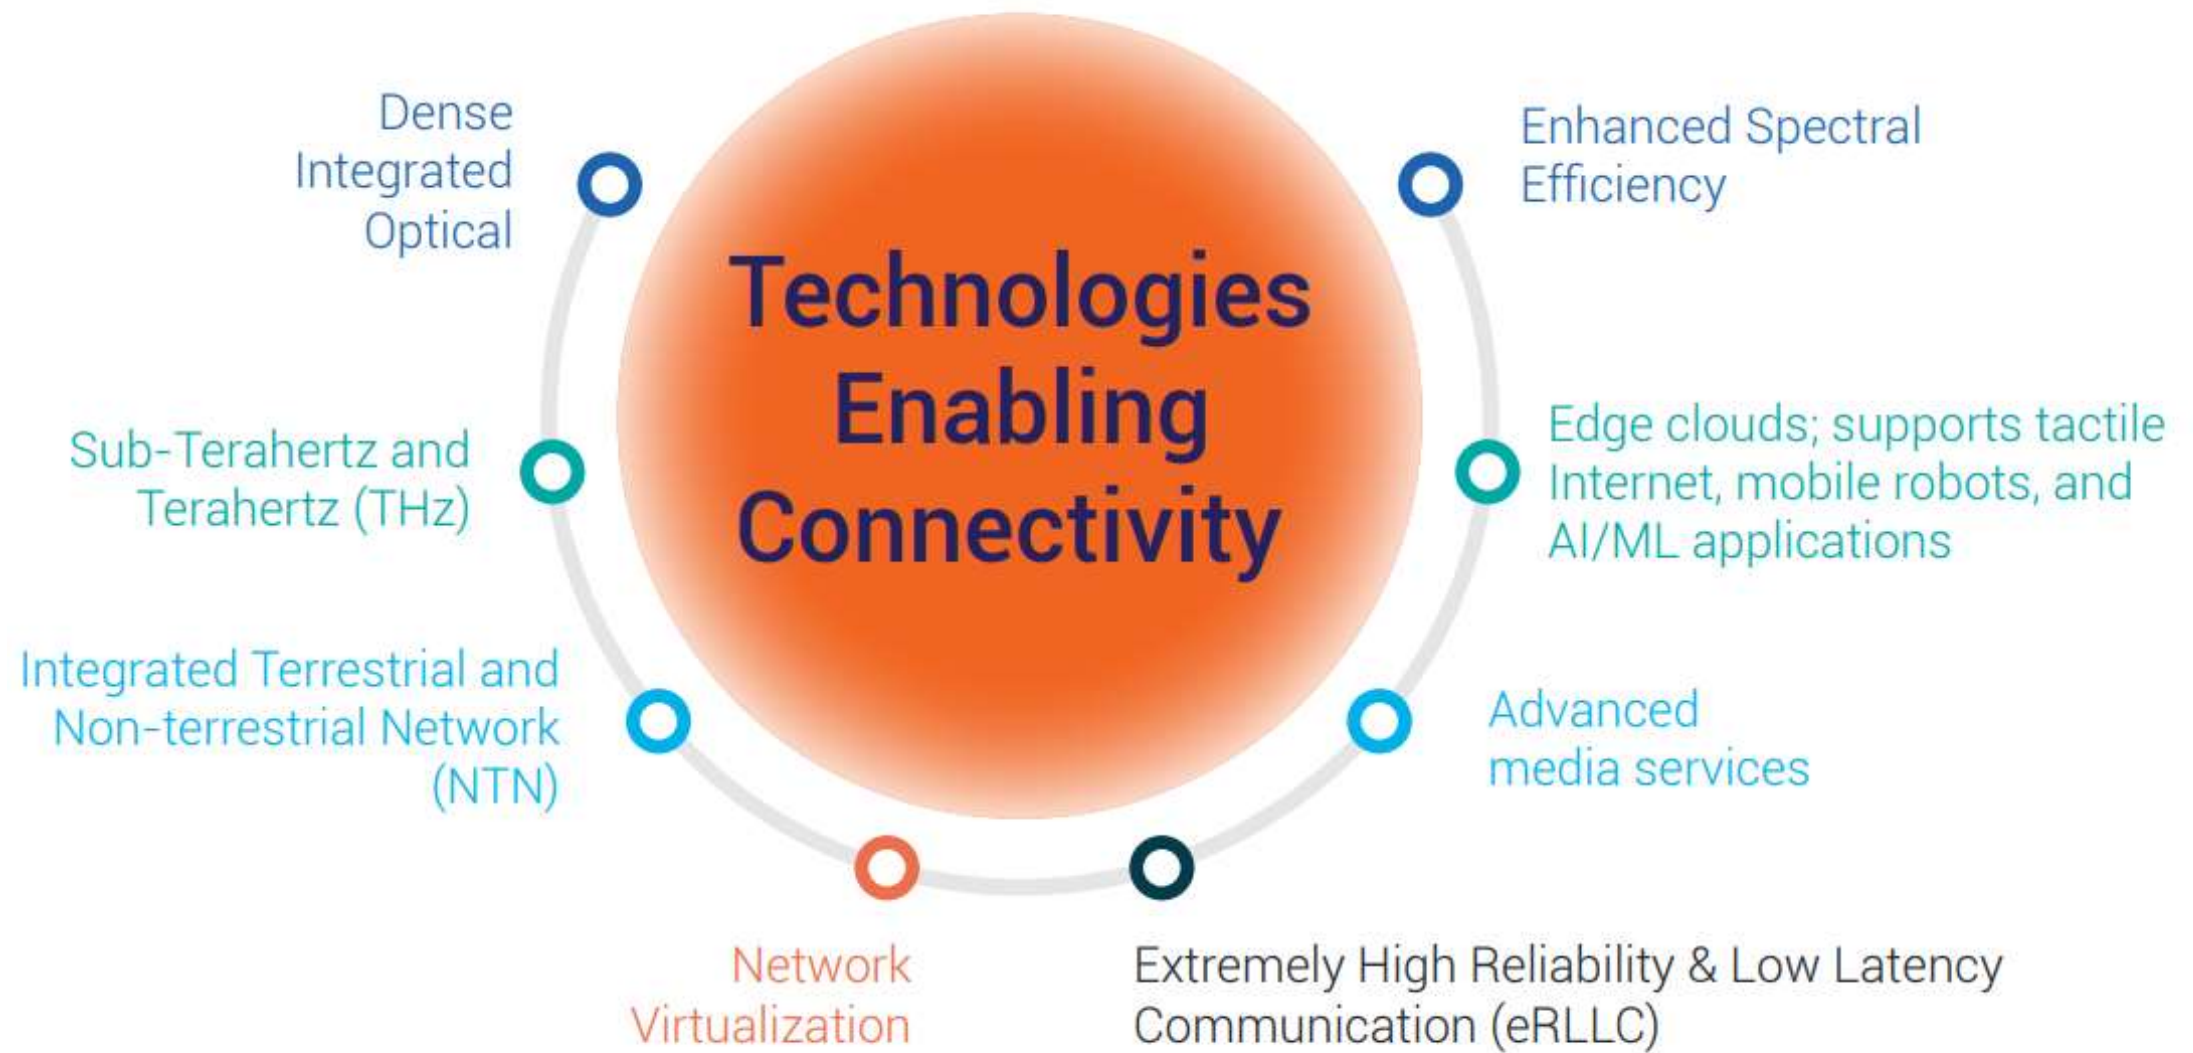 Technologies
Enabling
Connectivity
Dense
Integrated
Optical
Sub-Terahertz and
Terahertz (THz)
Integrated Terrestrial and
Non-terrestrial Network
(NTN)
Network
Virtualization
Extremely High Reliability & Low Latency
Communication (eRLLC)
Advanced
media services
Edge clouds; supports tactile
Internet, mobile robots, and
AI/ML applications
Enhanced Spectral
Efficiency